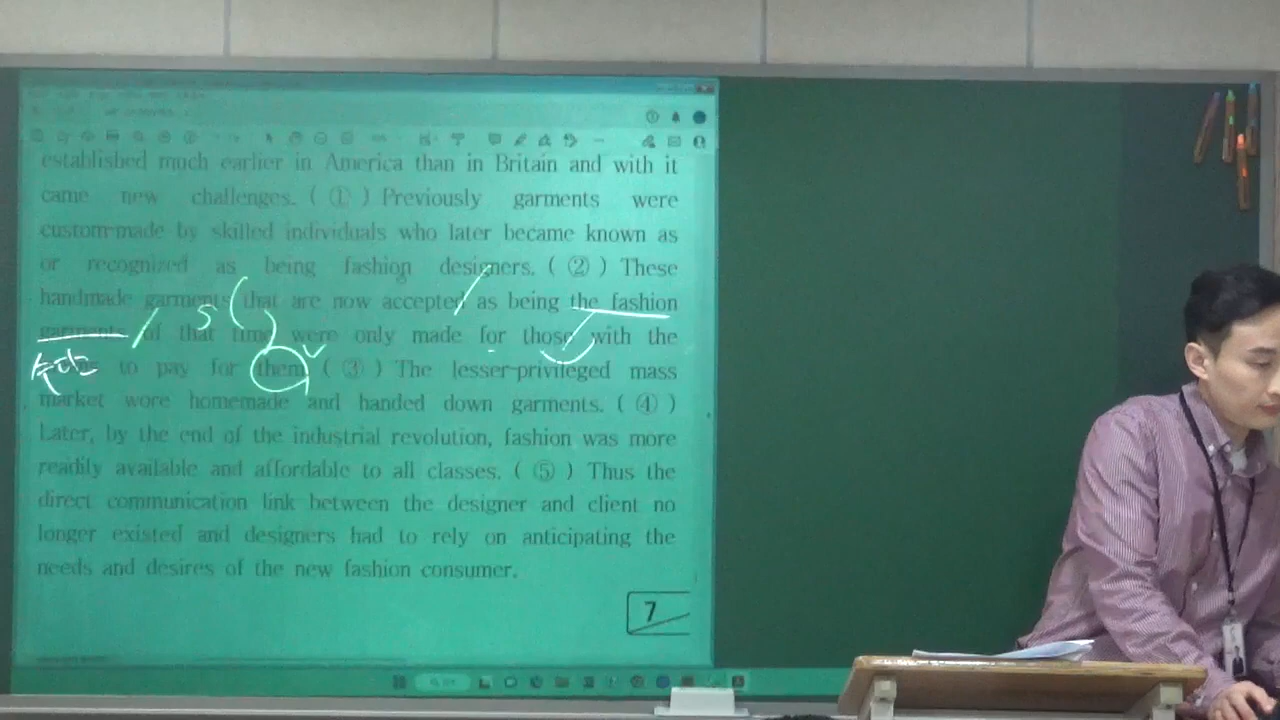 established much earlier in America than in Britain and with it
came new challenges. ( ① ) Previously garments were
custom-made by skilled individuals who later became known as
or recognized as being fashion designers. ( ② ) These
handmade garments that are now accepted as being the fashion
garments of that time were only made for those with the
수단 to pay for them. ( ③ ) The lesser-privileged mass
market wore homemade and handed down garments. ( ④ )
Later, by the end of the industrial revolution, fashion was more
readily available and affordable to all classes. ( ⑤ ) Thus the
direct communication link between the designer and client no
longer existed and designers had to rely on anticipating the
needs and desires of the new fashion consumer.
7